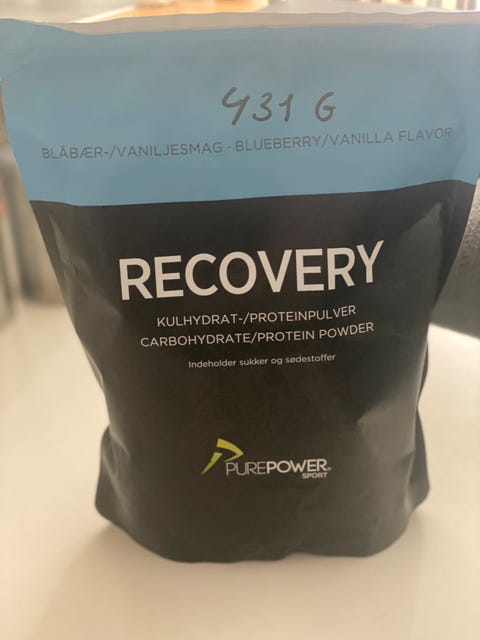 431 G
BLÅBÆR-/VANILJESMAG · BLUEBERRY/VANILLA FLAVOR
RECOVERY
KULHYDRAT-/PROTEINPULVER
CARBOHYDRATE/PROTEIN POWDER
Indeholder sukker og sødestoffer
PUREPOWER®
SPORT